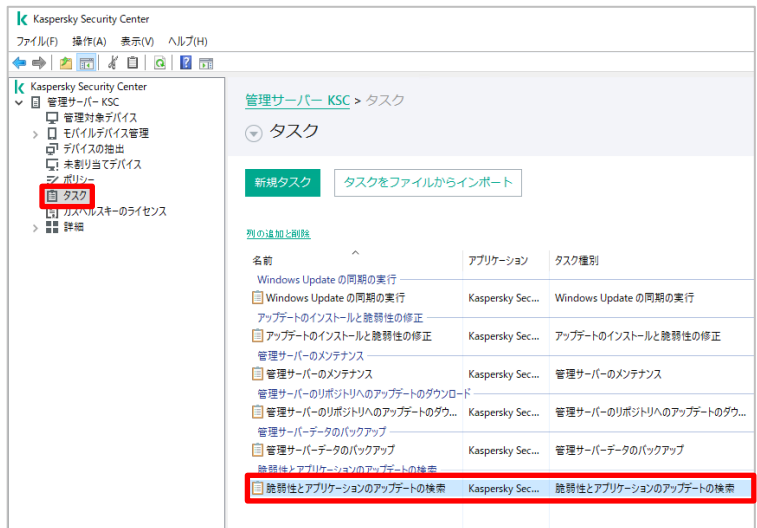 Kaspersky Security Center
ファイル(F) 操作(A) 表示(V) ヘルプ(H)
Kaspersky Security Center
管理サーバー KSC
管理対象デバイス
モバイルデバイス管理
デバイスの抽出
未割り当てデバイス
ポリシー
タスク
カスペルスキーのライセンス
詳細
管理サーバー KSC > タスク
タスク
新規タスク タスクをファイルからインポート
列の追加と削除
名前 アプリケーション タスク種別
Windows Update の同期の実行
Windows Update の同期の実行 Kaspersky Sec... Windows Update の同期の実行
アップデートのインストールと脆弱性の修正
アップデートのインストールと脆弱性の修正 Kaspersky Sec... アップデートのインストールと脆弱性の修正
管理サーバーのメンテナンス
管理サーバーのメンテナンス Kaspersky Sec... 管理サーバーのメンテナンス
管理サーバーのリポジトリへのアップデートのダウンロード
管理サーバーのリポジトリへのアップデートのダウ... Kaspersky Sec... 管理サーバーのリポジトリへのアップデートのダウ...
管理サーバーデータのバックアップ
管理サーバーデータのバックアップ Kaspersky Sec... 管理サーバーデータのバックアップ
脆弱性とアプリケーションのアップデートの検索
脆弱性とアプリケーションのアップデートの検索 Kaspersky Sec... 脆弱性とアプリケーションのアップデートの検索